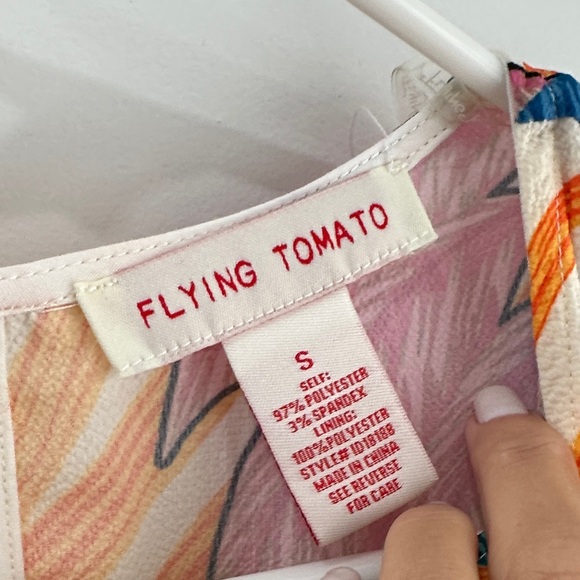 FLYING TOMATO
S
SELF:
97% POLYESTER
3% SPANDEX
LINING:
100% POLYESTER
STYLE# ID18188
MADE IN CHINA
SEE REVERSE
FOR CARE